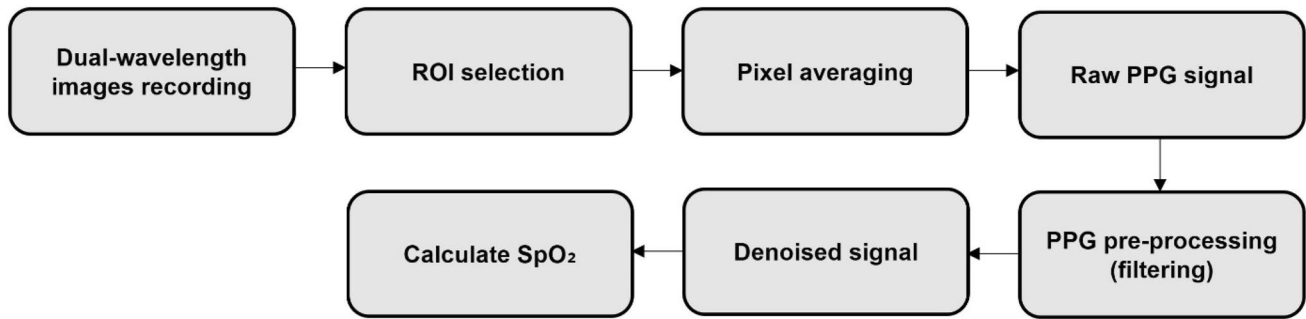 Dual-wavelength
images recording
ROI selection
Pixel averaging
Raw PPG signal
PPG pre-processing
(filtering)
Denoised signal
Calculate SpO₂